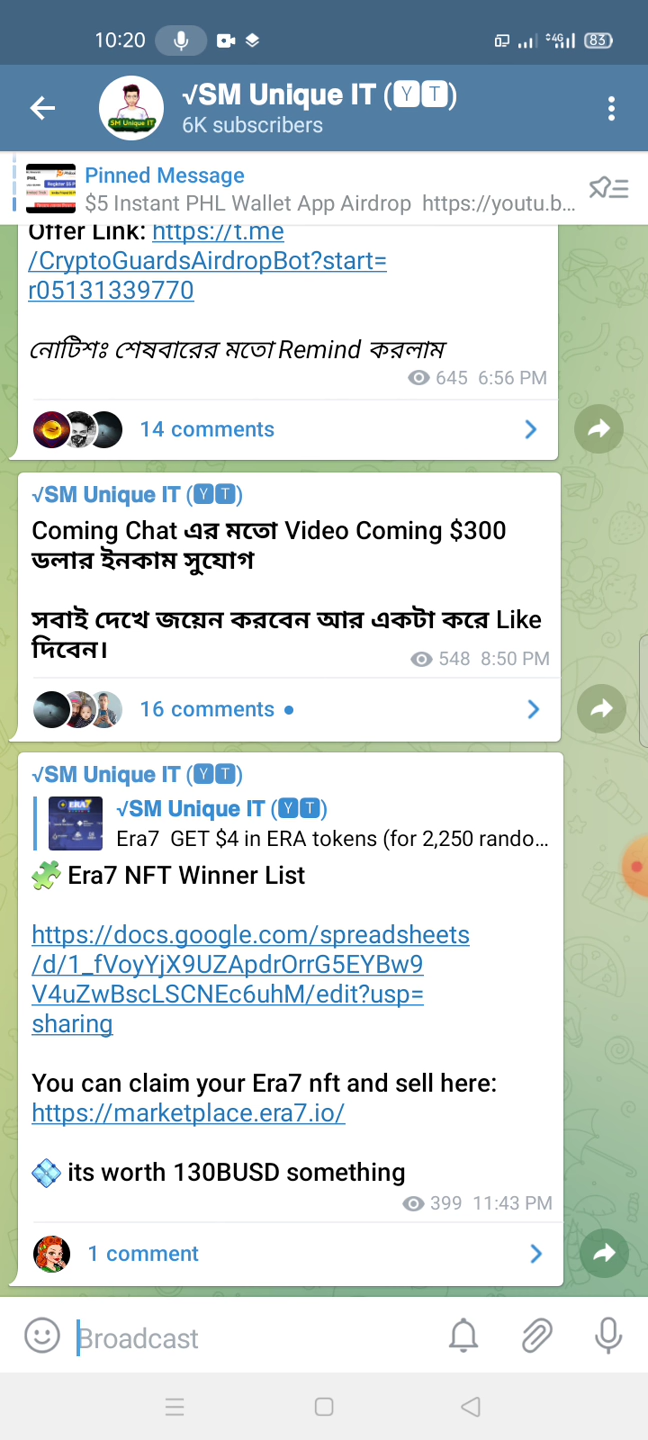 10:20
4G
83
√SM Unique IT (🅈🅃)
6K subscribers
Pinned Message
$5 Instant PHL Wallet App Airdrop https://youtu.b...
Offer Link: https://t.me
/CryptoGuardsAirdropBot?start=
r05131339770
নোটিশঃ শেষবারের মতো Remind করলাম
645 6:56 PM
14 comments
√SM Unique IT (🅈🅃)
Coming Chat এর মতো Video Coming $300
ডলার ইনকাম সুযোগ
সবাই দেখে জয়েন করবেন আর একটা করে Like
দিবেন।
548 8:50 PM
16 comments
√SM Unique IT (🅈🅃)
√SM Unique IT (🅈🅃)
Era7 GET $4 in ERA tokens (for 2,250 rando...
🧩 Era7 NFT Winner List
https://docs.google.com/spreadsheets
/d/1_fVoyYjX9UZApdrOrrG5EYBw9
V4uZwBscLSCNEc6uhM/edit?usp=
sharing
You can claim your Era7 nft and sell here:
https://marketplace.era7.io/
💠 its worth 130BUSD something
399 11:43 PM
1 comment
Broadcast